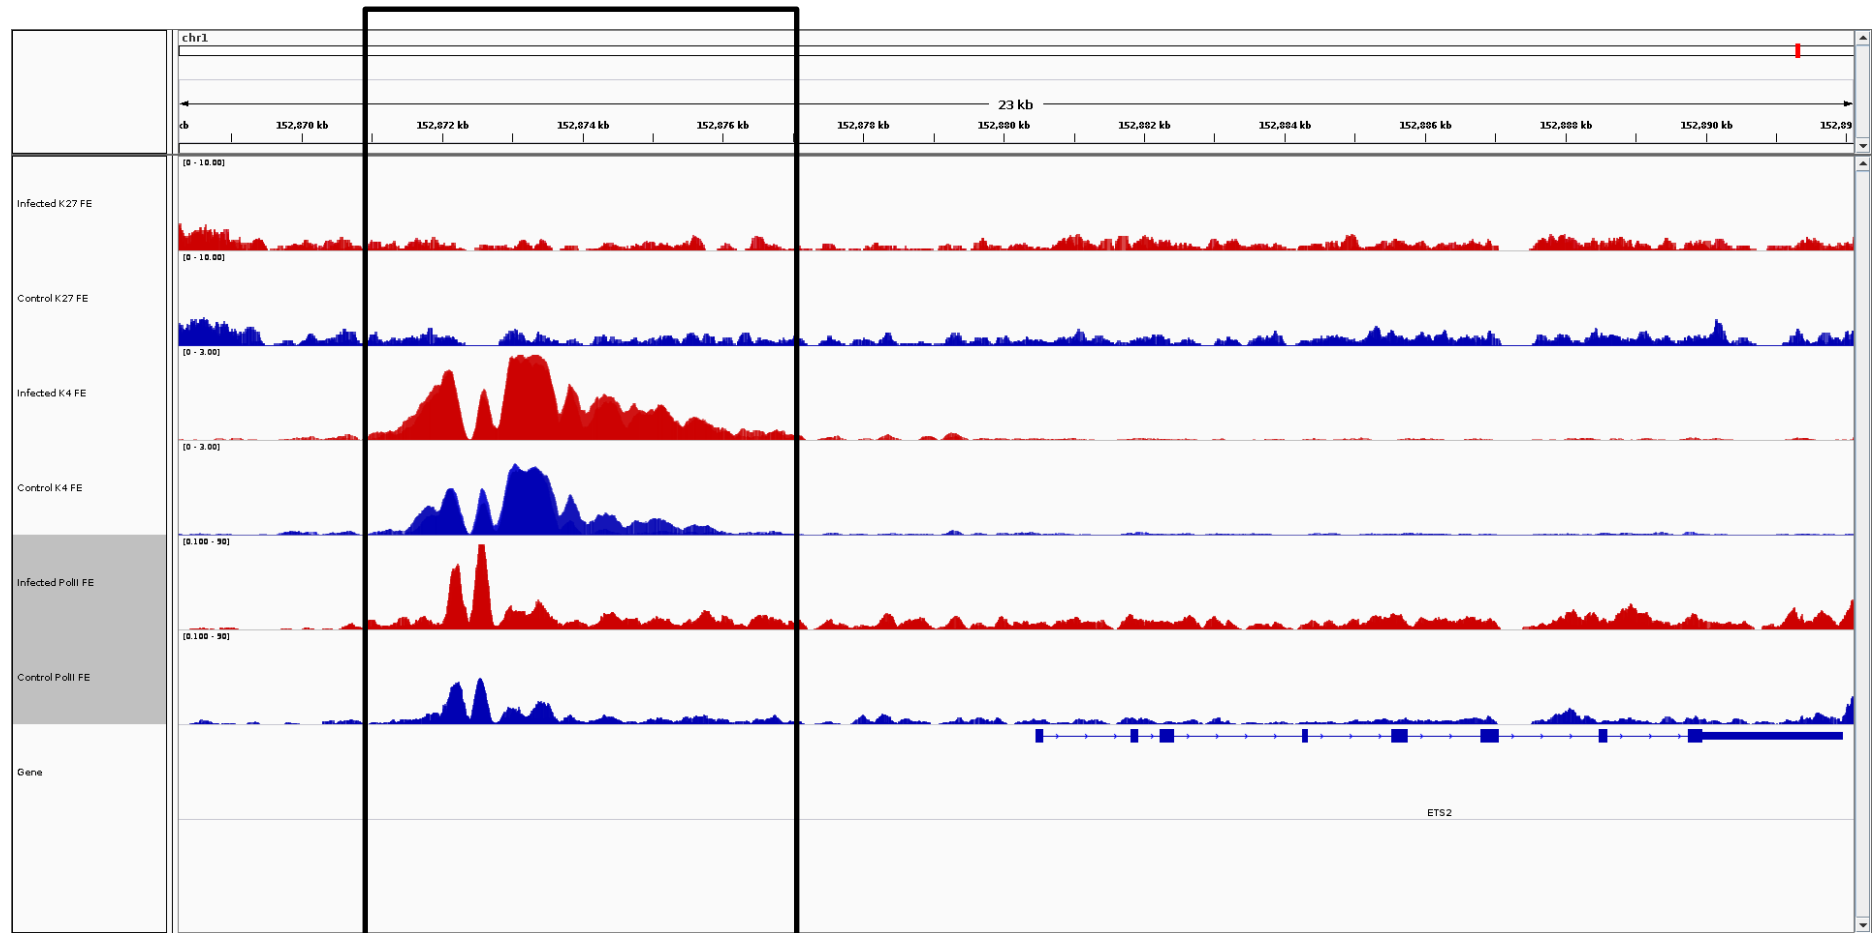 chr1
23 kb
cb 152,870 kb 152,872 kb 152,874 kb 152,876 kb 152,878 kb 152,880 kb 152,882 kb 152,884 kb 152,886 kb 152,888 kb 152,890 kb 152,89
[0 - 10.00]
Infected K27 FE
[0 - 10.00]
Control K27 FE
[0 - 3.00]
Infected K4 FE
[0 - 3.00]
Control K4 FE
[0.100 - 90]
Infected PolII FE
[0.100 - 90]
Control PolII FE
Gene
ETS2